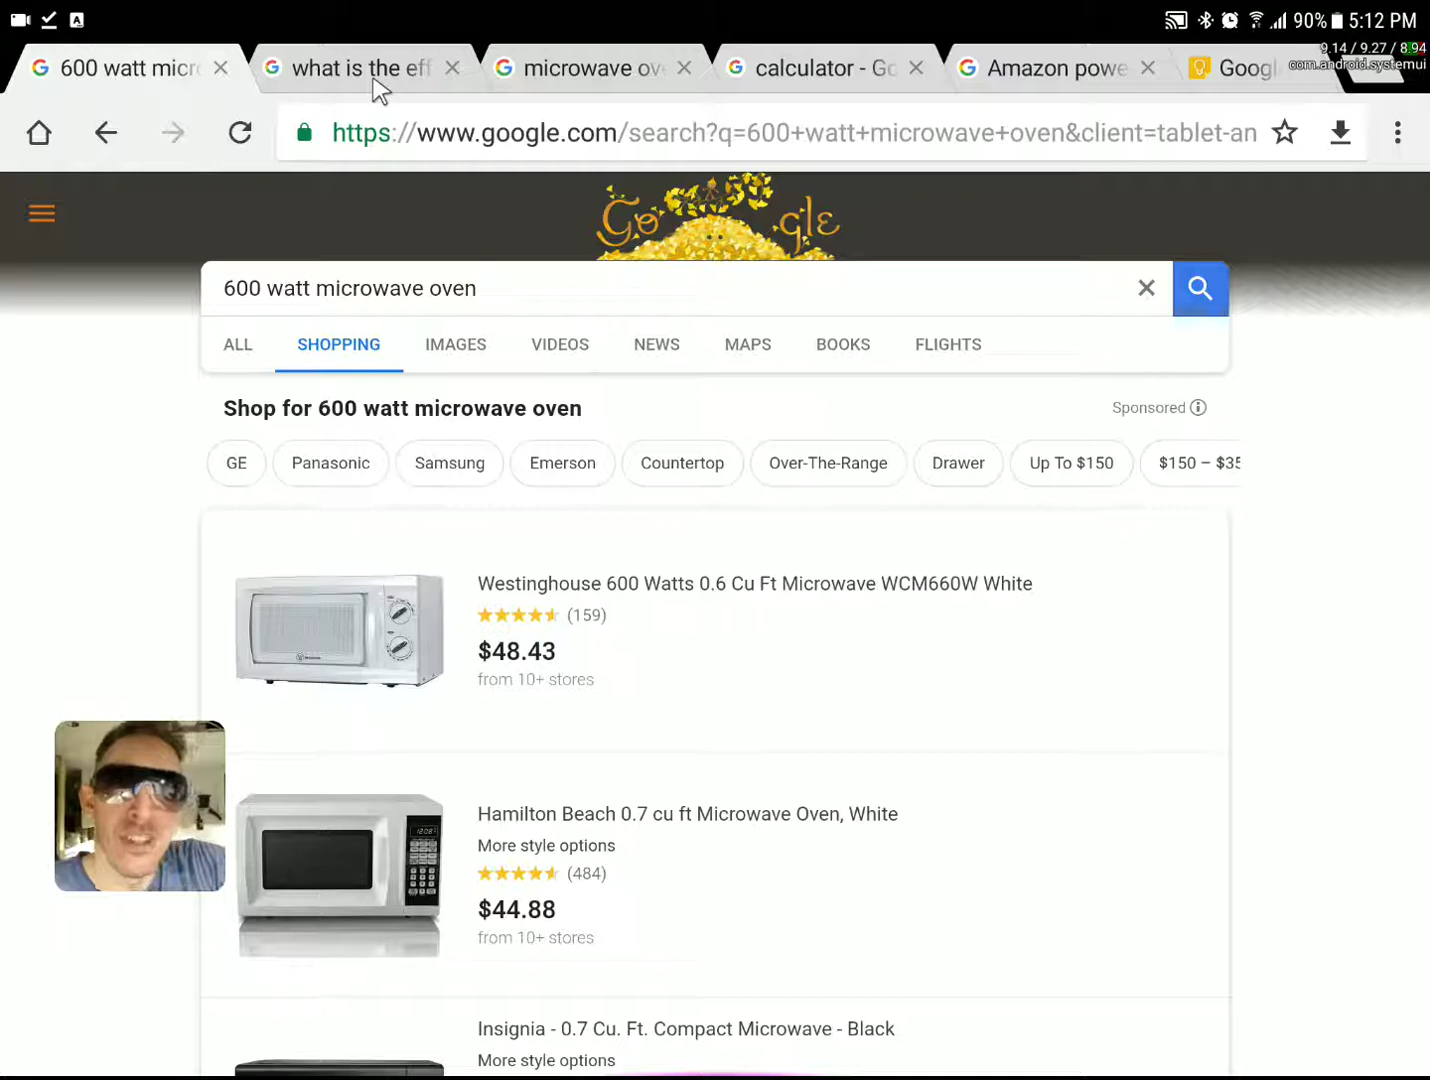 90% 5:12 PM
9.14 / 9.27 / 8.94
com.android.systemui
600 watt micr
what is the eff
microwave ov
calculator - Go
Amazon powe
Googl
https://www.google.com/search?q=600+watt+microwave+oven&client=tablet-an
Google
600 watt microwave oven
ALL
SHOPPING
IMAGES
VIDEOS
NEWS
MAPS
BOOKS
FLIGHTS
Shop for 600 watt microwave oven
Sponsored
GE
Panasonic
Samsung
Emerson
Countertop
Over-The-Range
Drawer
Up To $150
$150 – $35
Westinghouse 600 Watts 0.6 Cu Ft Microwave WCM660W White
(159)
$48.43
from 10+ stores
Hamilton Beach 0.7 cu ft Microwave Oven, White
More style options
(484)
$44.88
from 10+ stores
Insignia - 0.7 Cu. Ft. Compact Microwave - Black
More style options